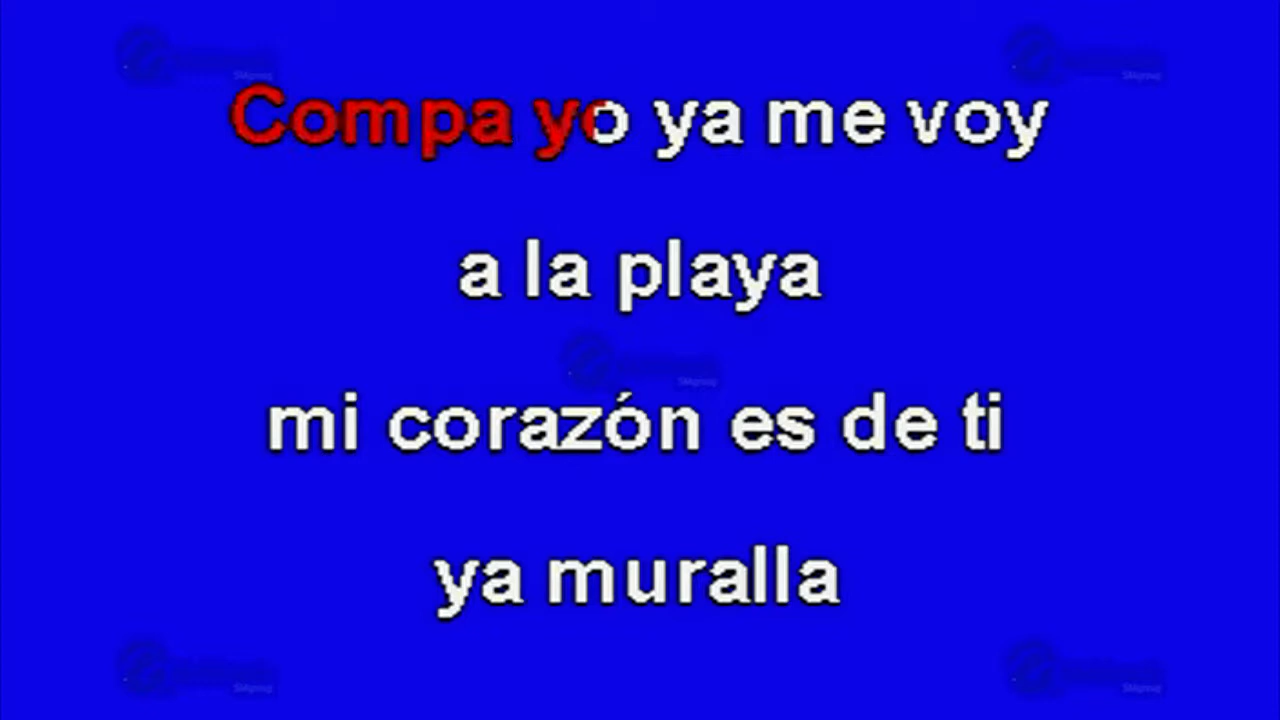 Compa yo ya me voy
a la playa
mi corazón es de ti
ya muralla